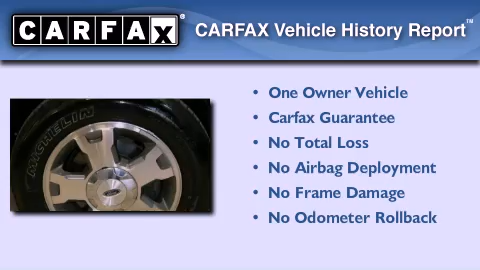 CARFAX® CARFAX Vehicle History Report™
MICHELIN
• One Owner Vehicle
• Carfax Guarantee
• No Total Loss
• No Airbag Deployment
• No Frame Damage
• No Odometer Rollback